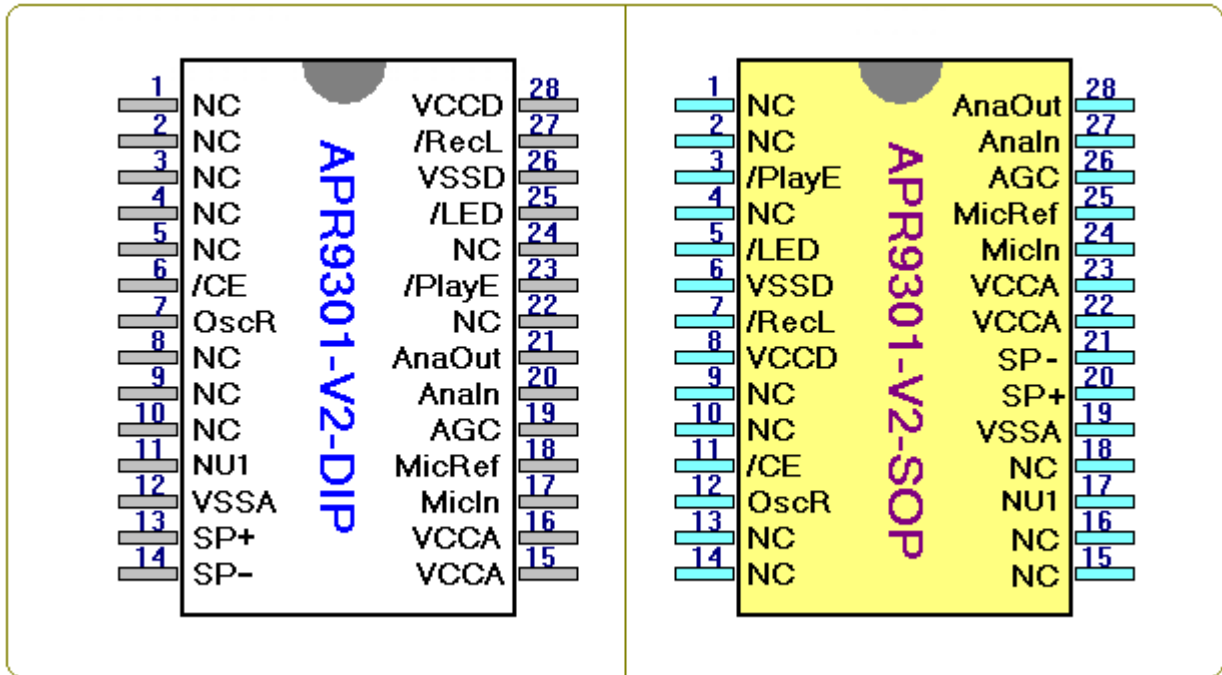 1 NC VCCD 28
2 NC /RecL 27
3 NC VSSD 26
4 NC /LED 25
5 NC NC 24
6 /CE /PlayE 23
7 OscR NC 22
8 NC AnaOut 21
9 NC AnaIn 20
10 NC AGC 19
11 NU1 MicRef 18
12 VSSA MicIn 17
13 SP+ VCCA 16
14 SP- VCCA 15
APR9301-V2-DIP
1 NC AnaOut 28
2 NC AnaIn 27
3 /PlayE AGC 26
4 NC MicRef 25
5 /LED MicIn 24
6 VSSD VCCA 23
7 /RecL VCCA 22
8 VCCD SP- 21
9 NC SP+ 20
10 NC VSSA 19
11 /CE NC 18
12 OscR NU1 17
13 NC NC 16
14 NC NC 15
APR9301-V2-SOP